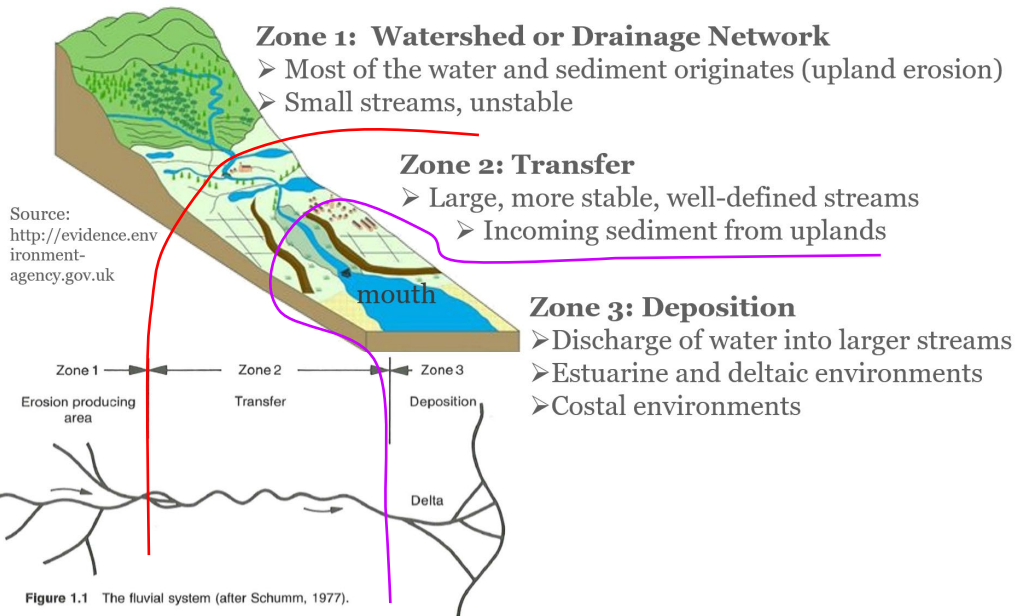 Zone 1:  Watershed or Drainage Network
➢ Most of the water and sediment originates (upland erosion)
➢ Small streams, unstable
Zone 2: Transfer
➢ Large, more stable, well-defined streams
➢ Incoming sediment from uplands
Source:
http://evidence.env
ironment-
agency.gov.uk
mouth
Zone 3: Deposition
➢Discharge of water into larger streams
➢Estuarine and deltaic environments
➢Costal environments
Zone 1
Zone 2
Zone 3
Erosion producing
area
Transfer
Deposition
Delta
Figure 1.1 The fluvial system (after Schumm, 1977).